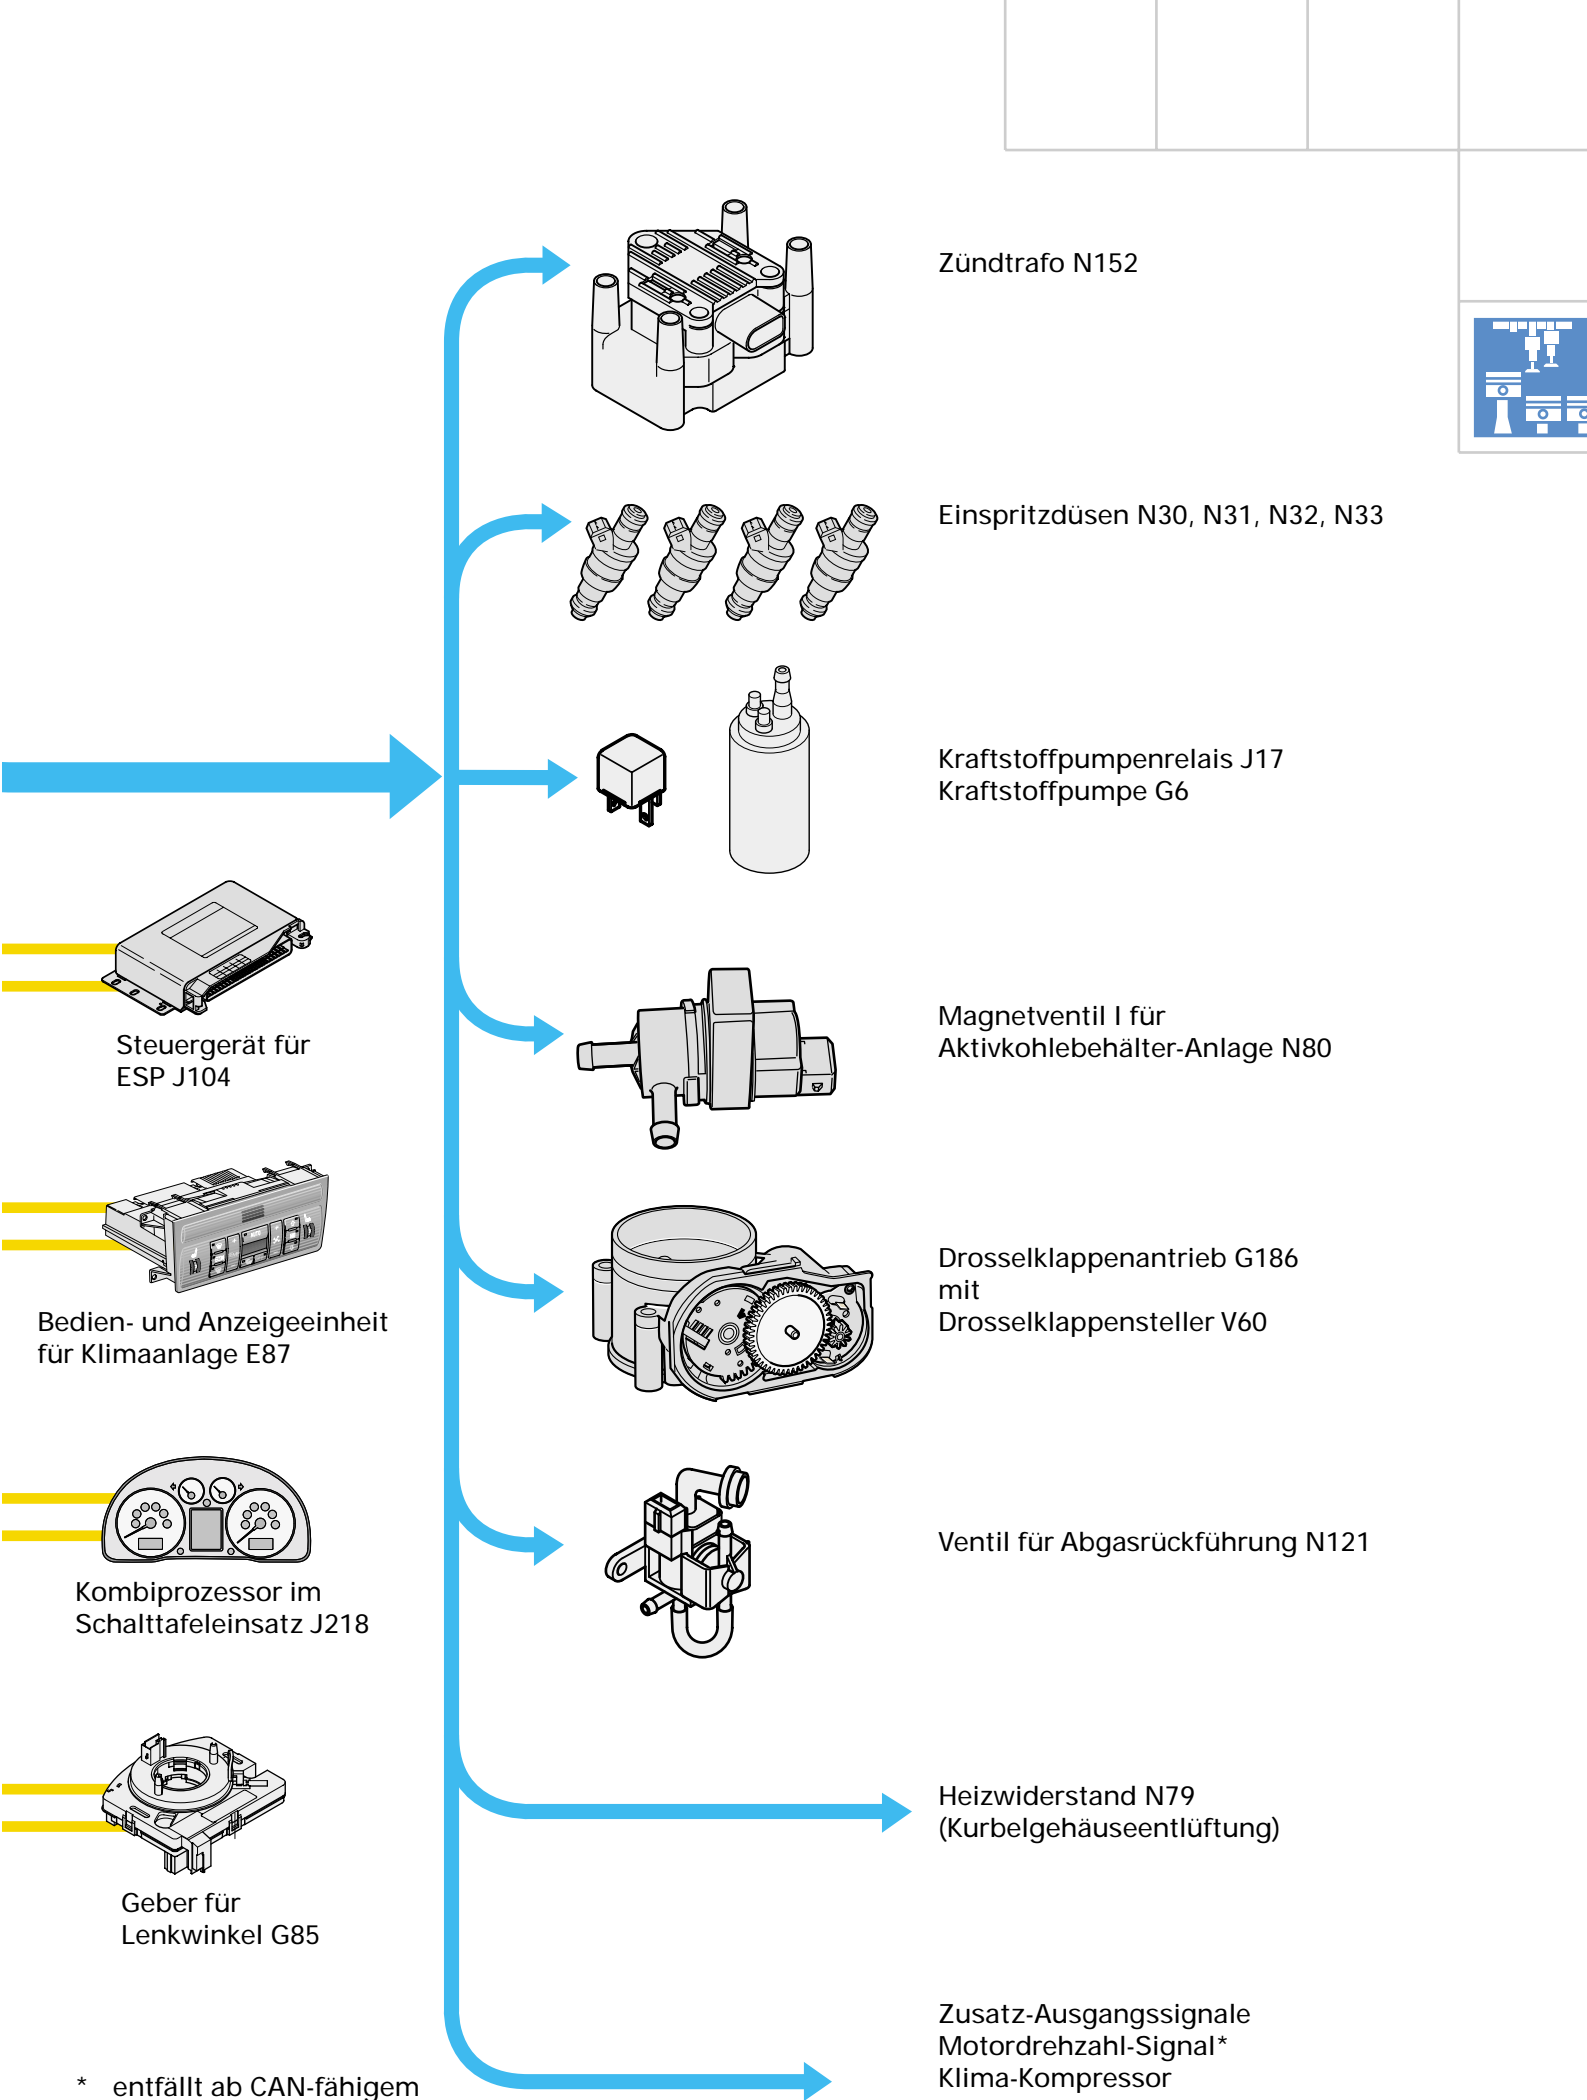 Zündtrafo N152
Einspritzdüsen N30, N31, N32, N33
Kraftstoffpumpenrelais J17
Kraftstoffpumpe G6
Steuergerät für
ESP J104
Magnetventil I für
Aktivkohlebehälter-Anlage N80
Bedien- und Anzeigeeinheit
für Klimaanlage E87
Drosselklappenantrieb G186
mit
Drosselklappensteller V60
Kombiprozessor im
Schalttafeleinsatz J218
Ventil für Abgasrückführung N121
Geber für
Lenkwinkel G85
Heizwiderstand N79
(Kurbelgehäuseentlüftung)
Zusatz-Ausgangssignale
Motordrehzahl-Signal*
Klima-Kompressor
* entfällt ab CAN-fähigem